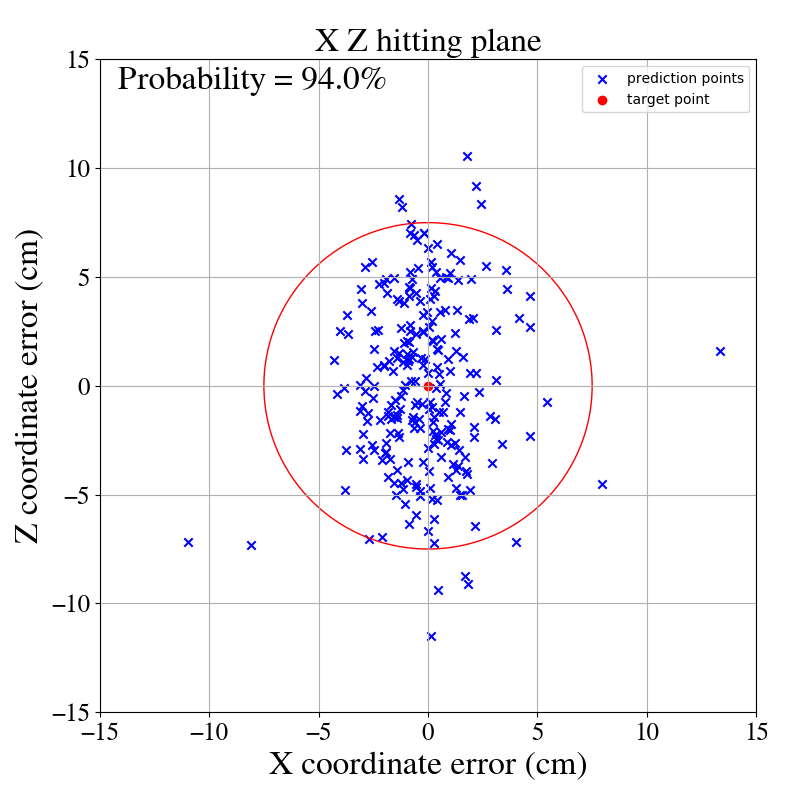 X Z hitting plane
Probability = 94.0%
prediction points
target point
Z coordinate error (cm)
15
10
5
0
−5
−10
−15
−15
−10
−5
0
5
10
15
X coordinate error (cm)